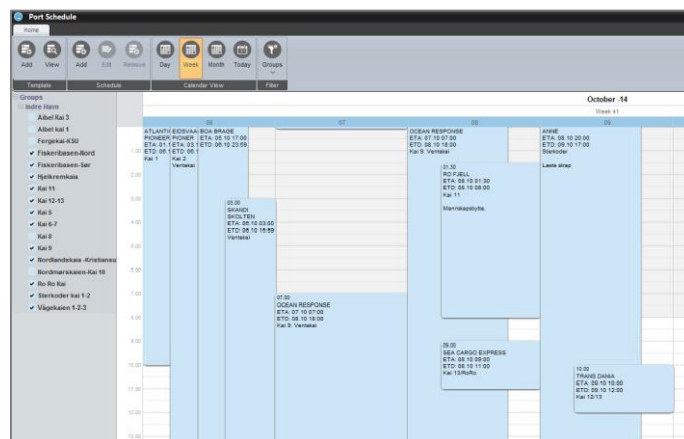 Port Schedule
Home
Add View Add Edit Remove Day Week Month Today Groups
Template Schedule Calendar View Filter
Groups
Indre Havn
Aibel Kai 3
Aibel kai 1
Fergekai-KSU
Fiskeribasen-Nord
Fiskeribasen-Sør
Hjelkremkaia
Kai 11
Kai 12-13
Kai 5
Kai 6-7
Kai 8
Kai 9
Nordlandskaia -Kristiansu
Nordmørskaien-Kai 10
Ro Ro Kai
Sterkoder kai 1-2
Vågekaien 1-2-3
October -14
Week 41
06 07 08 09
1.00
2.00
3.00
4.00
5.00
6.00
7.00
8.00
9.00
10.00
11.00
12.00
13.00
ATLANTI
PIONEER
ETA: 01.1
ETD: 06.1
Kai 1
EIDSVAA
PIONER
ETA: 03.1
ETD: 06.1
Kai 2
Ventekai
BOA BRAGE
ETA: 06.10 17:00
ETD: 06.10 23:59
03.00
SKANDI
SKOLTEN
ETA: 06.10 03:00
ETD: 06.10 15:59
Ventekai
07.00
OCEAN RESPONSE
ETA: 07.10 07:00
ETD: 08.10 18:00
Kai 9. Ventekai
OCEAN RESPONSE
ETA: 07.10 07:00
ETD: 08.10 18:00
Kai 9. Ventekai
01.30
RO FJELL
ETA: 08.10 01:30
ETD: 08.10 08:00
Kai 11
Mannskapsbytte.
09.00
SEA CARGO EXPRESS
ETA: 08.10 09:00
ETD: 08.10 11:00
Kai 13/RoRo
ANNE
ETA: 08.10 20:00
ETD: 09.10 17:00
Sterkoder
Laste skrap
10.00
TRANS DANIA
ETA: 09.10 10:00
ETD: 09.10 12:00
Kai 12/13